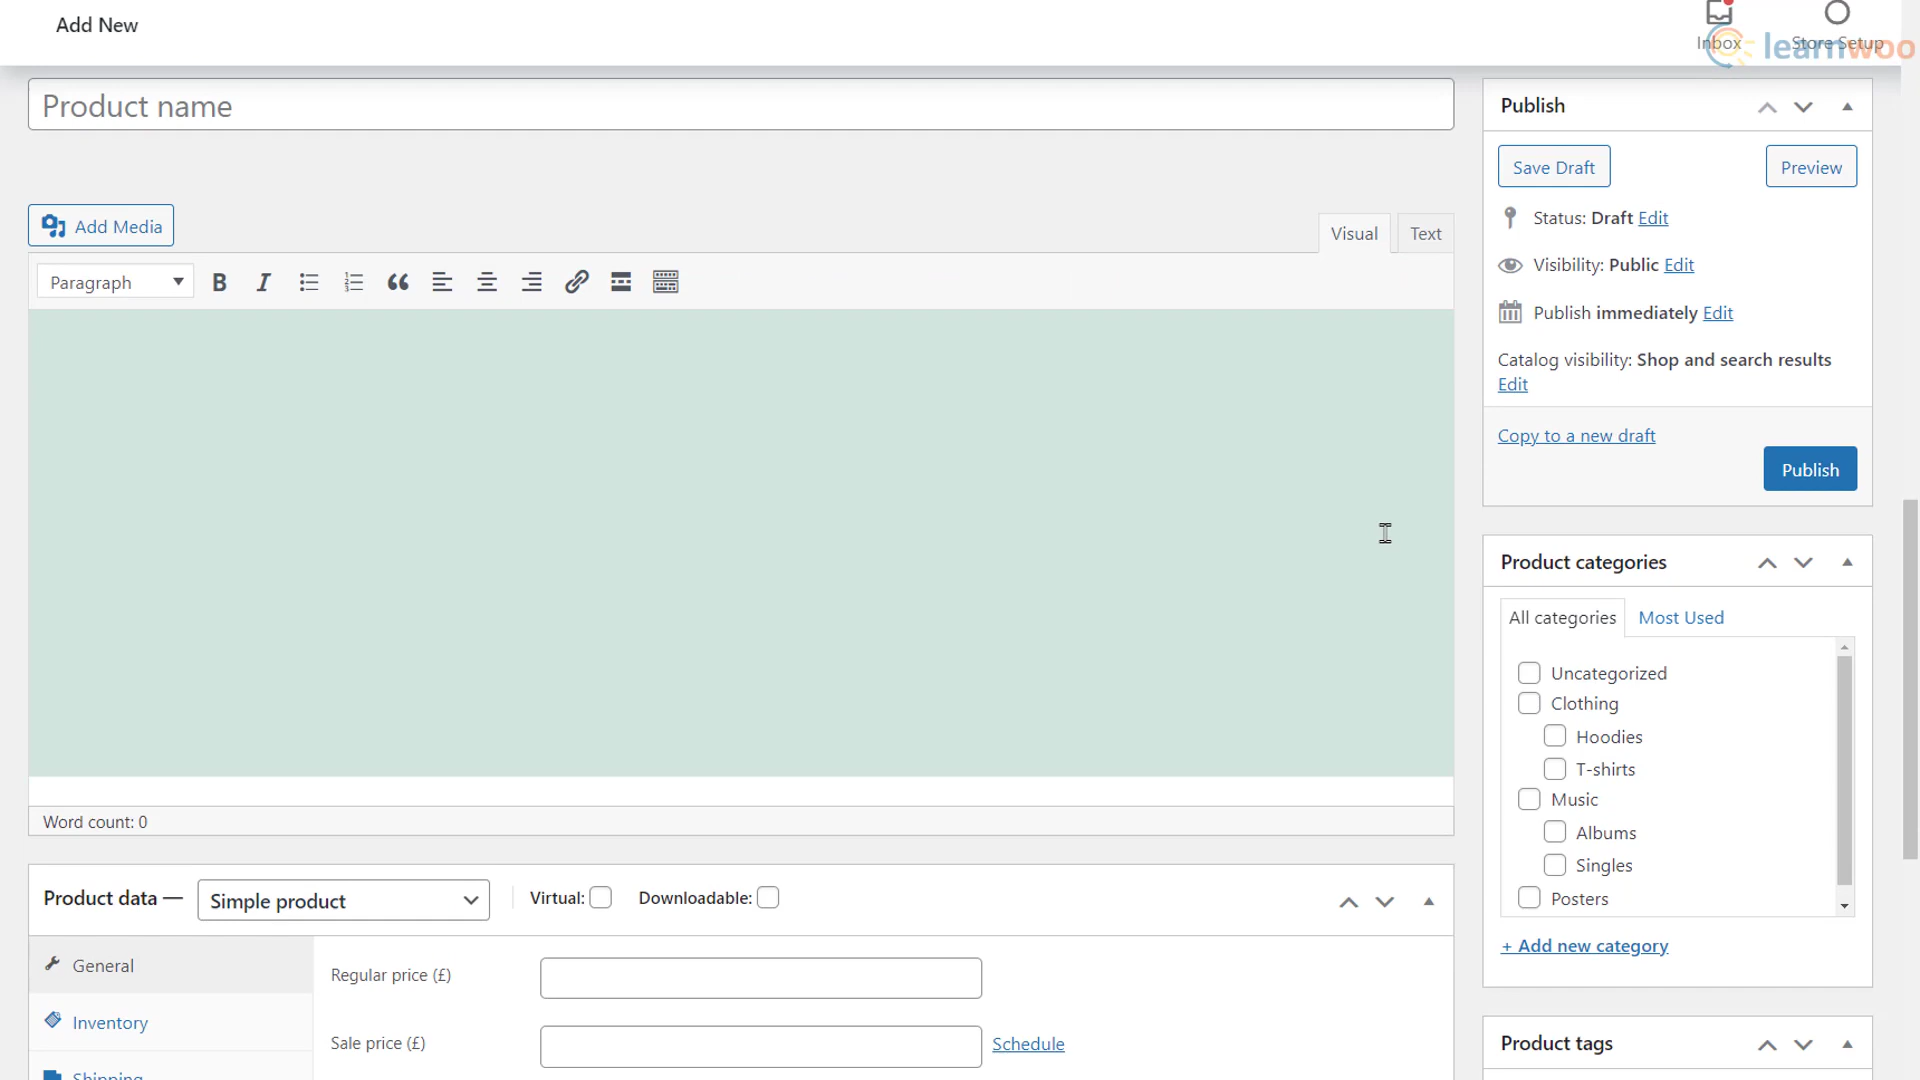 Add New
Inbox
Store Setup
learnwoo
Product name
Publish
Save Draft
Preview
Add Media
Visual
Text
Status: Draft Edit
Paragraph
Visibility: Public Edit
Publish immediately Edit
Catalog visibility: Shop and search results
Edit
Copy to a new draft
Publish
Product categories
All categories
Most Used
Uncategorized
Clothing
Hoodies
T-shirts
Music
Albums
Singles
Posters
+ Add new category
Word count: 0
Product data —
Simple product
Virtual:
Downloadable:
General
Regular price (£)
Inventory
Sale price (£)
Schedule
Shipping
Product tags